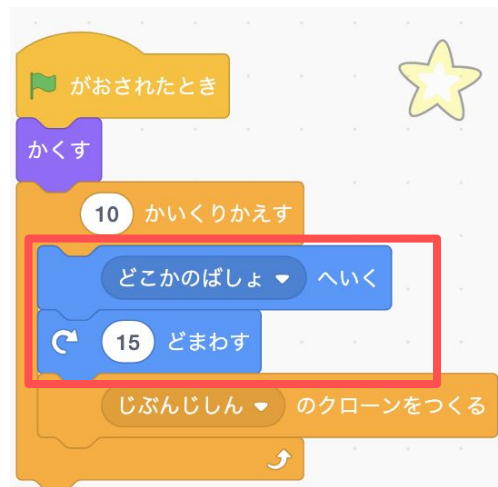 がおされたとき
かくす
10 かいくりかえす
どこかのばしょ へいく
15 どまわす
じぶんじしん のクローンをつくる